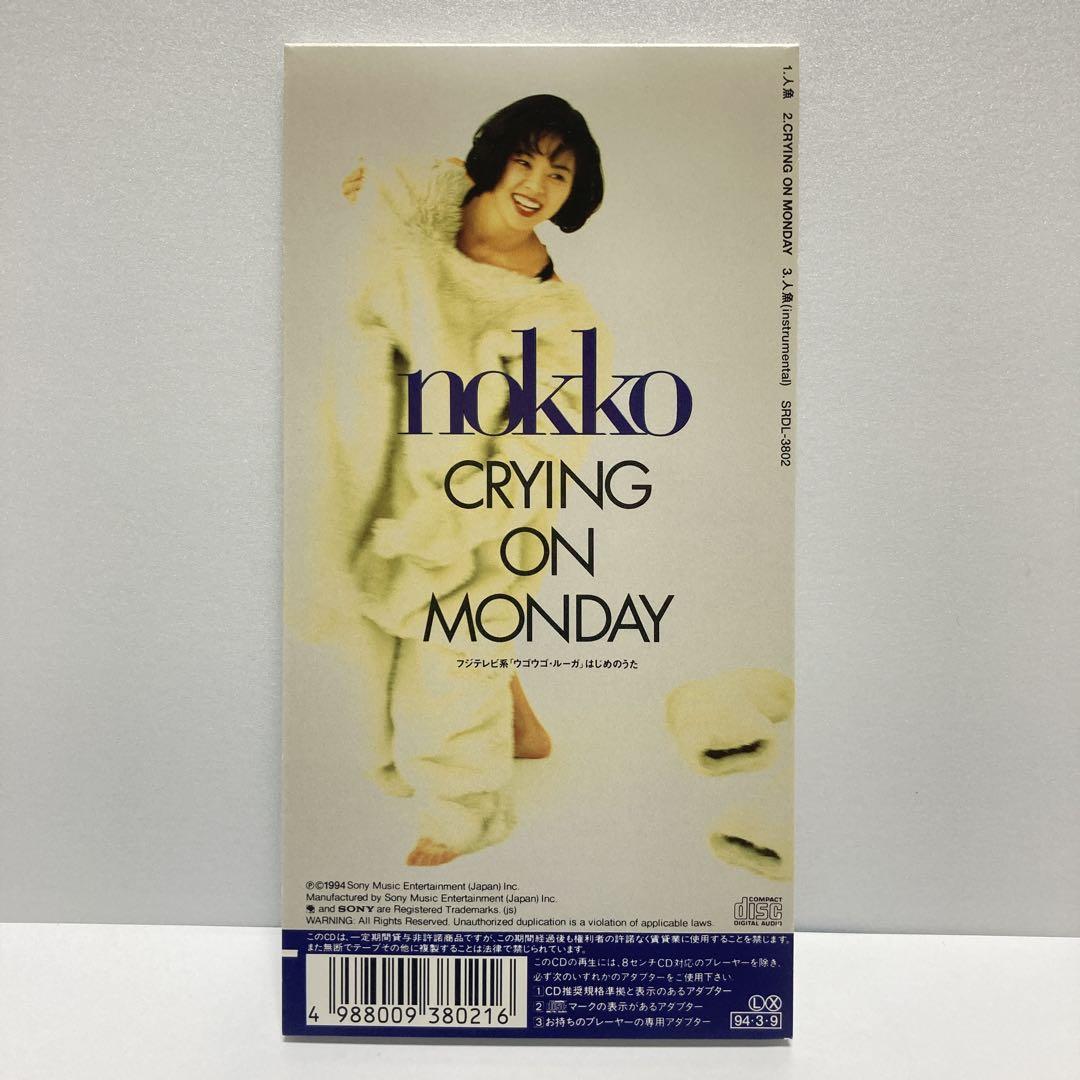 1.人魚　2.CRYING ON MONDAY　3.人魚(instrumental)　SRDL-3802
nokko
CRYING
ON
MONDAY
フジテレビ系「ウゴウゴ・ルーガ」はじめのうた
Ⓟ©1994 Sony Music Entertainment (Japan) Inc.
Manufactured by Sony Music Entertainment (Japan) Inc.
and SONY are Registered Trademarks. (js)
WARNING: All Rights Reserved. Unauthorized duplication is a violation of applicable laws.
COMPACT
disc
DIGITAL AUDIO
このCDは、一定期間貸与非許諾商品ですが、この期間経過後も権利者の許諾なく賃貸業に使用することを禁じます。
また無断でテープその他に複製することは法律で禁じられています。
このCDの再生には、8センチCD対応のプレーヤーを除き、
必ず次のいずれかのアダプターをご使用下さい。
1 CD推奨規格準拠と表示のあるアダプター
2 マークの表示があるアダプター
3 お持ちのプレーヤーの専用アダプター
4 988009 380216
Ⓛ Ⓧ
94・3・9